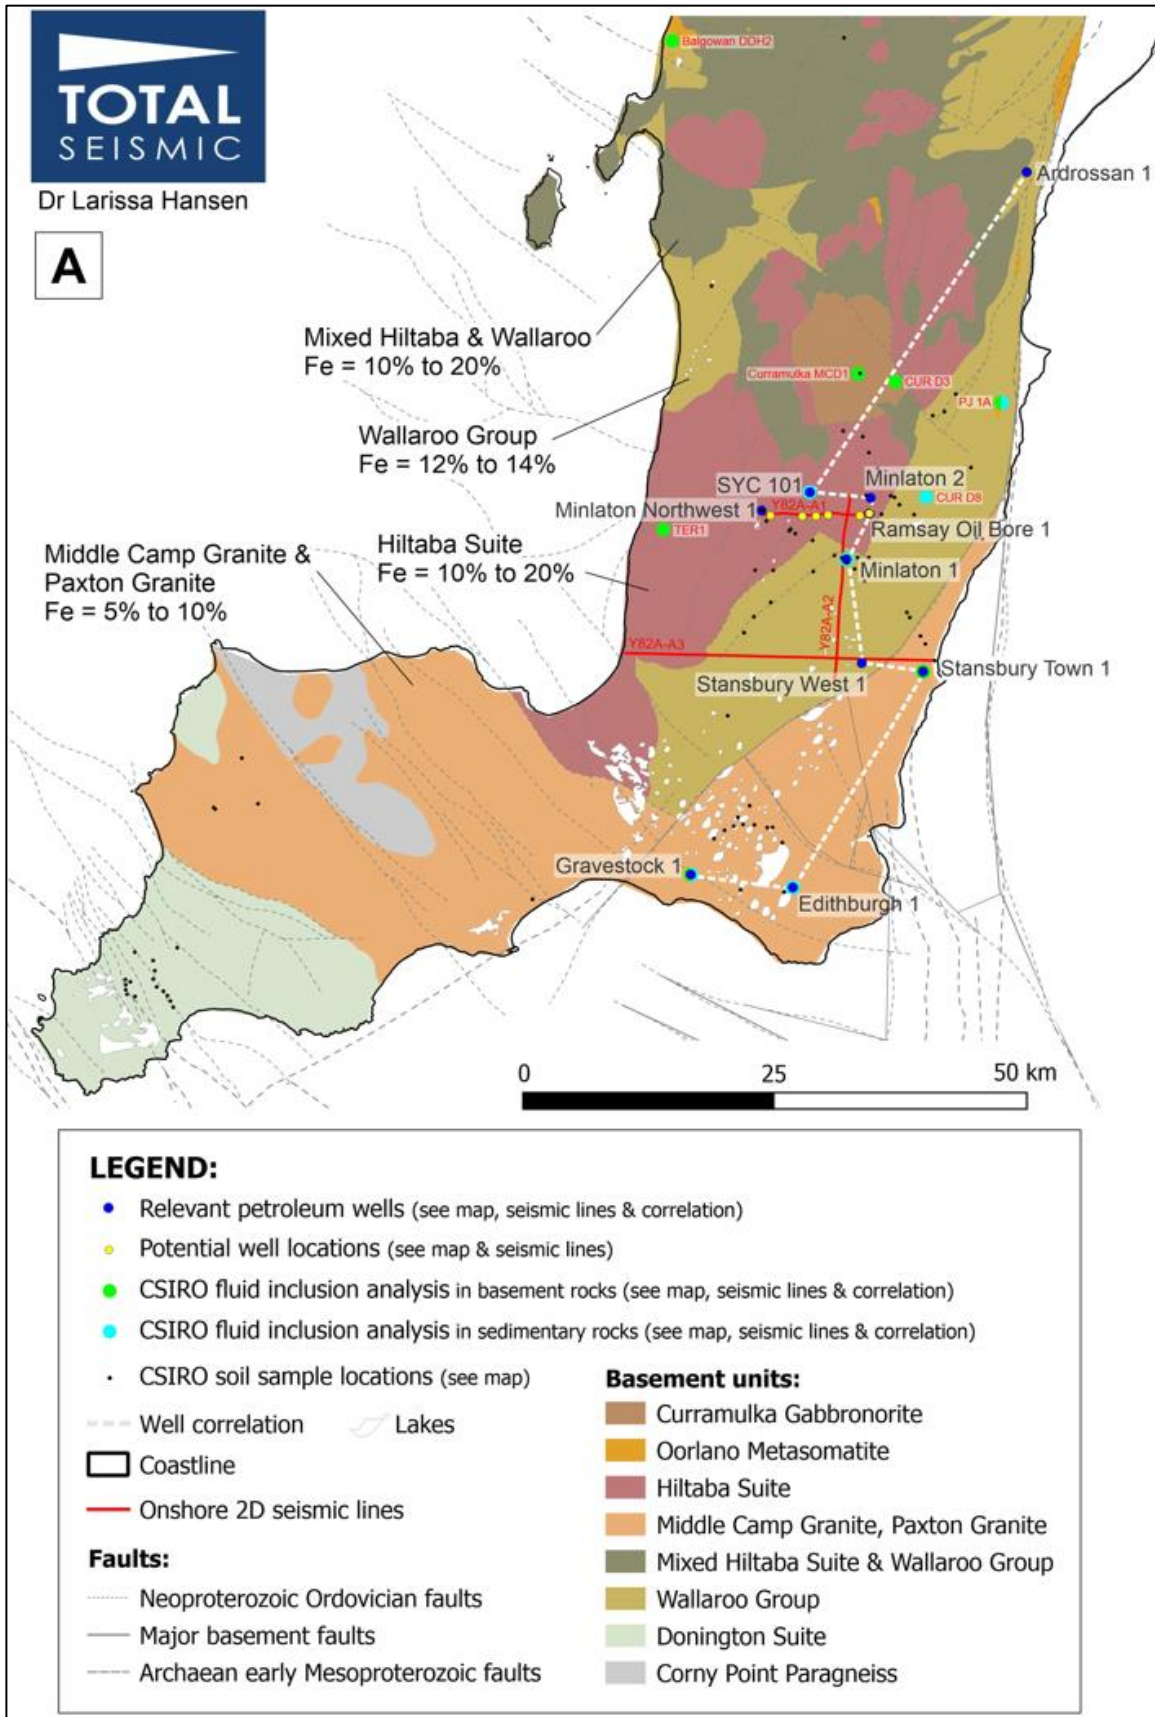 TOTAL
SEISMIC
Dr Larissa Hansen
A
Balgowan DDH2
Ardrossan 1
Mixed Hiltaba & Wallaroo
Fe = 10% to 20%
Curramulka MCD1
CUR D3
PJ 1A
Wallaroo Group
Fe = 12% to 14%
SYC 101
Minlaton 2
CUR D8
Minlaton Northwest 1
Y82A-A1
Ramsay Oil Bore 1
TER1
Middle Camp Granite &
Paxton Granite
Fe = 5% to 10%
Hiltaba Suite
Fe = 10% to 20%
Minlaton 1
Y82A-A2
Y82A-A3
Stansbury West 1
Stansbury Town 1
Gravestock 1
Edithburgh 1
0 25 50 km
LEGEND:
Relevant petroleum wells (see map, seismic lines & correlation)
Potential well locations (see map & seismic lines)
CSIRO fluid inclusion analysis in basement rocks (see map, seismic lines & correlation)
CSIRO fluid inclusion analysis in sedimentary rocks (see map, seismic lines & correlation)
CSIRO soil sample locations (see map)
Well correlation
Lakes
Coastline
Onshore 2D seismic lines
Faults:
Neoproterozoic Ordovician faults
Major basement faults
Archaean early Mesoproterozoic faults
Basement units:
Curramulka Gabbronorite
Oorlano Metasomatite
Hiltaba Suite
Middle Camp Granite, Paxton Granite
Mixed Hiltaba Suite & Wallaroo Group
Wallaroo Group
Donington Suite
Corny Point Paragneiss